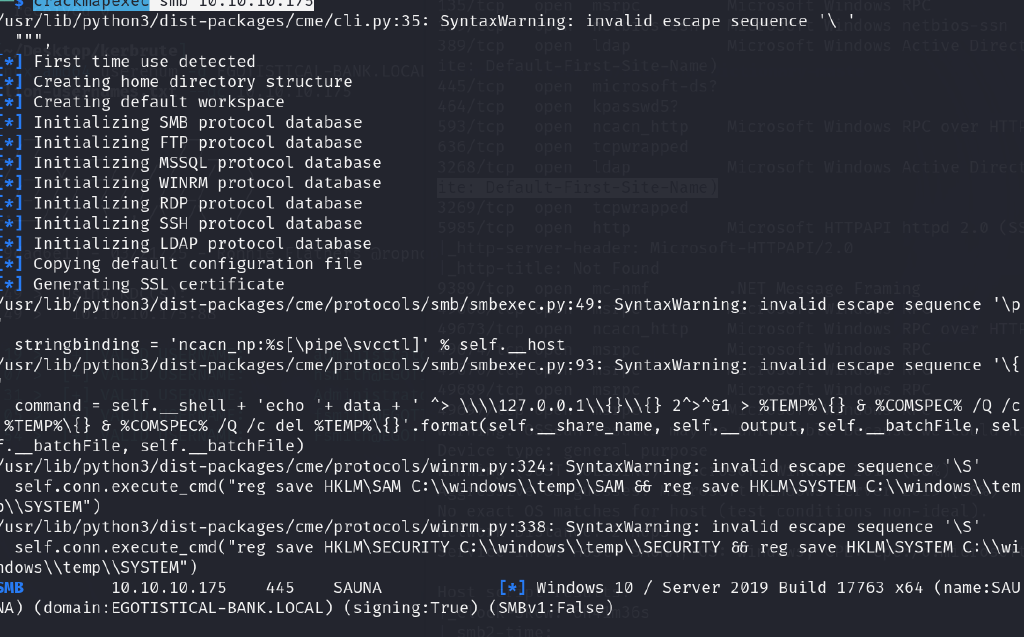 $ crackmapexec smb 10.10.10.175
/usr/lib/python3/dist-packages/cme/cli.py:35: SyntaxWarning: invalid escape sequence '\ '
  """,
[*] First time use detected
[*] Creating home directory structure
[*] Creating default workspace
[*] Initializing SMB protocol database
[*] Initializing FTP protocol database
[*] Initializing MSSQL protocol database
[*] Initializing WINRM protocol database
[*] Initializing RDP protocol database
[*] Initializing SSH protocol database
[*] Initializing LDAP protocol database
[*] Copying default configuration file
[*] Generating SSL certificate
/usr/lib/python3/dist-packages/cme/protocols/smb/smbexec.py:49: SyntaxWarning: invalid escape sequence '\p
'
  stringbinding = 'ncacn_np:%s[\pipe\svcctl]' % self.__host
/usr/lib/python3/dist-packages/cme/protocols/smb/smbexec.py:93: SyntaxWarning: invalid escape sequence '\{
'
  command = self.__shell + 'echo '+ data + ' ^> \\\\127.0.0.1\\{}\\{} 2^>^&1 > %TEMP%\{} & %COMSPEC% /Q /c
%TEMP%\{} & %COMSPEC% /Q /c del %TEMP%\{}'.format(self.__share_name, self.__output, self.__batchFile, sel
f.__batchFile, self.__batchFile)
/usr/lib/python3/dist-packages/cme/protocols/winrm.py:324: SyntaxWarning: invalid escape sequence '\S'
  self.conn.execute_cmd("reg save HKLM\SAM C:\\windows\\temp\\SAM && reg save HKLM\SYSTEM C:\\windows\\tem
p\\SYSTEM")
/usr/lib/python3/dist-packages/cme/protocols/winrm.py:338: SyntaxWarning: invalid escape sequence '\S'
  self.conn.execute_cmd("reg save HKLM\SECURITY C:\\windows\\temp\\SECURITY && reg save HKLM\SYSTEM C:\\wi
ndows\\temp\\SYSTEM")
SMB 10.10.10.175 445 SAUNA [*] Windows 10 / Server 2019 Build 17763 x64 (name:SAU
NA) (domain:EGOTISTICAL-BANK.LOCAL) (signing:True) (SMBv1:False)